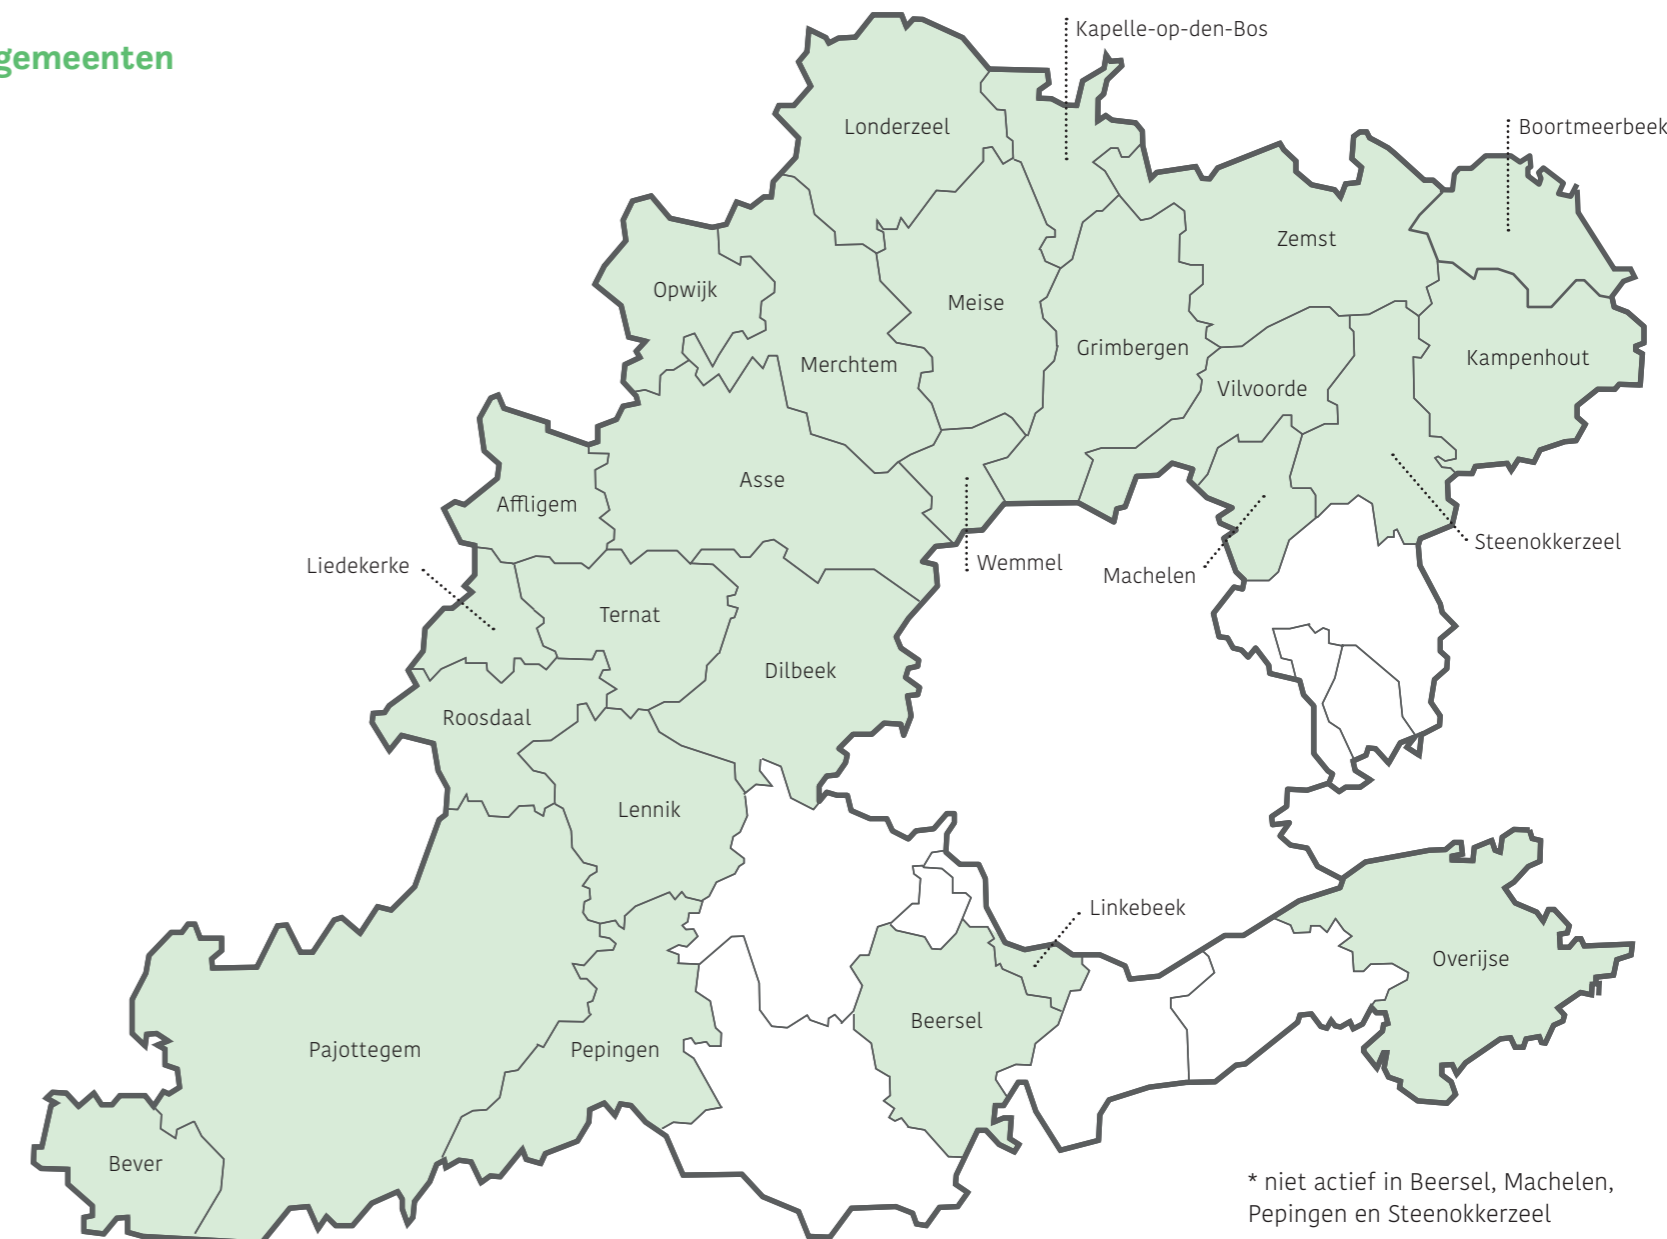 gemeenten
Kapelle-op-den-Bos
Londerzeel
Boortmeerbeek
Zemst
Opwijk
Meise
Grimbergen
Kampenhout
Merchtem
Vilvoorde
Asse
Affligem
Steenokkerzeel
Liedekerke
Wemmel
Machelen
Ternat
Dilbeek
Roosdaal
Lennik
Linkebeek
Overijse
Beersel
Pajottegem
Pepingen
Bever
* niet actief in Beersel, Machelen,
Pepingen en Steenokkerzeel